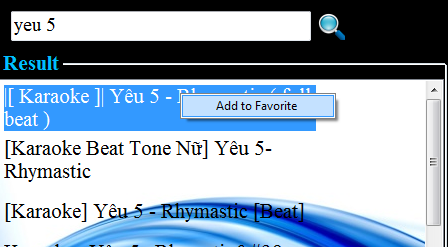 yeu 5
Result
|[ Karaoke ]| Yêu 5 - Rhymastic ( full
beat )
Add to Favorite
[Karaoke Beat Tone Nữ] Yêu 5-
Rhymastic
[Karaoke] Yêu 5 - Rhymastic [Beat]